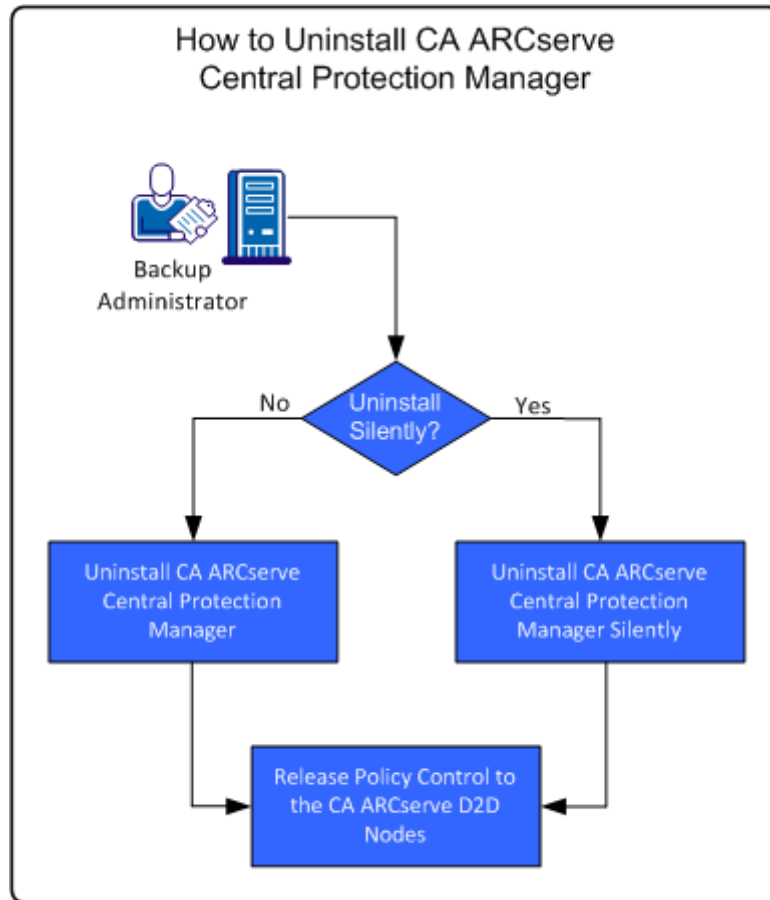 How to Uninstall CA ARCserve
Central Protection Manager
Backup
Administrator
Uninstall
Silently?
No
Yes
Uninstall CA ARCserve
Central Protection
Manager
Uninstall CA ARCserve
Central Protection
Manager Silently
Release Policy Control to
the CA ARCserve D2D
Nodes